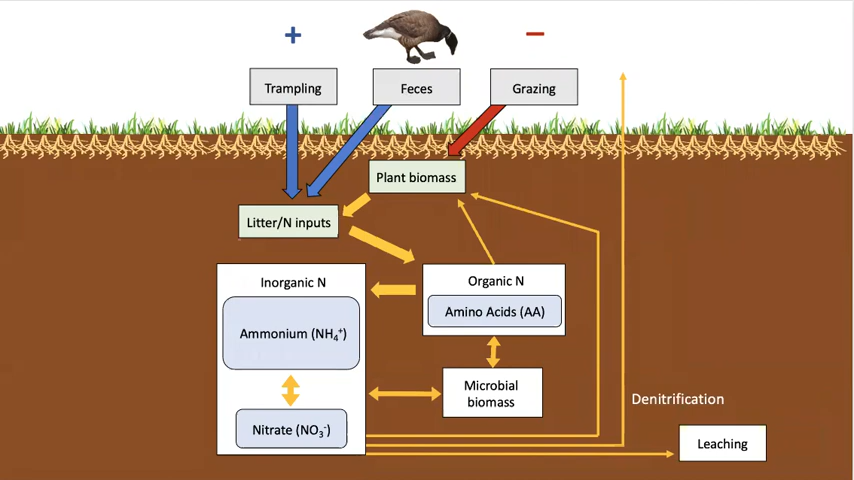 +
−
Trampling
Feces
Grazing
Plant biomass
Litter/N inputs
Inorganic N
Organic N
Amino Acids (AA)
Ammonium (NH₄⁺)
Microbial
biomass
Denitrification
Nitrate (NO₃⁻)
Leaching